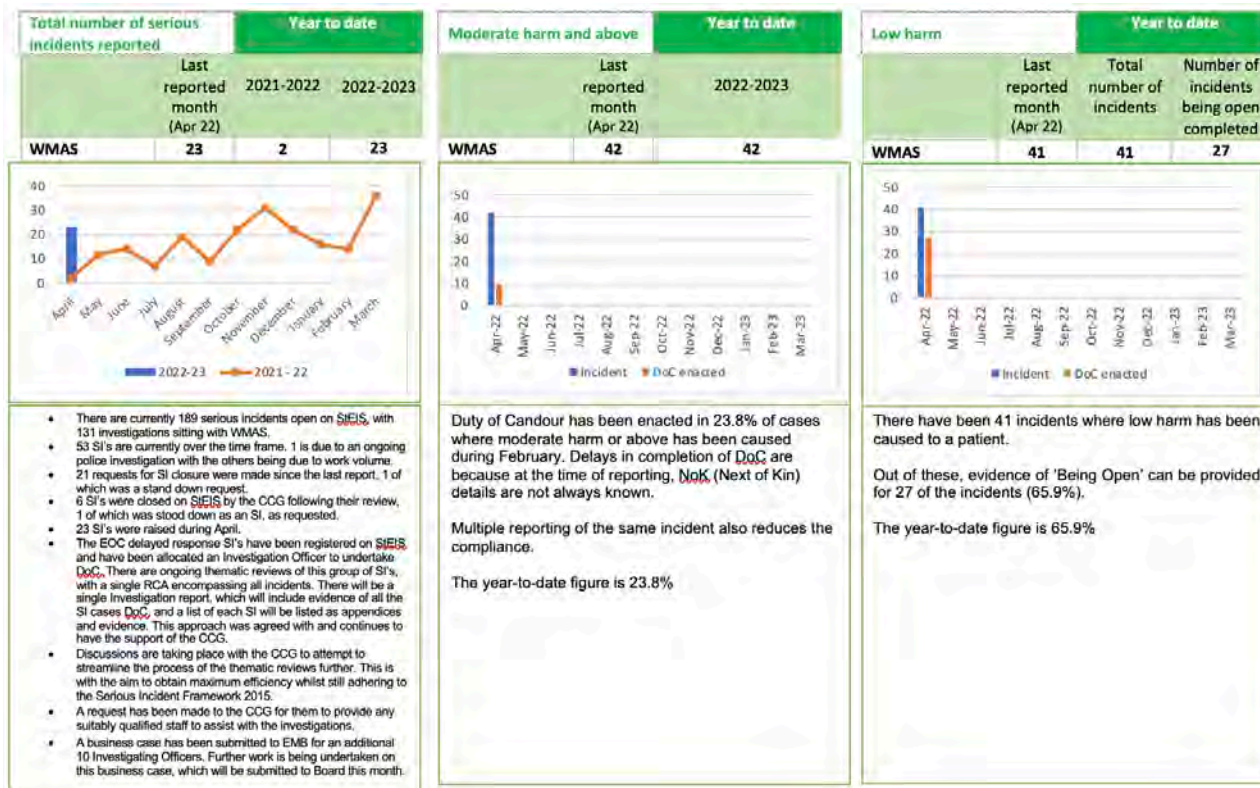 Total number of serious
incidents reported
Year to date
Last
reported
month
(Apr 22)
2021-2022
2022-2023
WMAS
23
2
23
40
30
20
10
0
April
May
June
July
August
September
October
November
December
January
February
March
2022-23
2021 - 22
• There are currently 189 serious incidents open on StEIS, with
131 investigations sitting with WMAS.
• 53 SI's are currently over the time frame. 1 is due to an ongoing
police investigation with the others being due to work volume.
• 21 requests for SI closure were made since the last report, 1 of
which was a stand down request.
• 6 SI's were closed on StEIS by the CCG following their review,
1 of which was stood down as an SI, as requested.
• 23 SI's were raised during April.
• The EOC delayed response SI's have been registered on StEIS
and have been allocated an Investigation Officer to undertake
DoC. There are ongoing thematic reviews of this group of SI's,
with a single RCA encompassing all incidents. There will be a
single Investigation report, which will include evidence of all the
SI cases DoC, and a list of each SI will be listed as appendices
and evidence. This approach was agreed with and continues to
have the support of the CCG.
• Discussions are taking place with the CCG to attempt to
streamline the process of the thematic reviews further. This is
with the aim to obtain maximum efficiency whilst still adhering to
the Serious Incident Framework 2015.
• A request has been made to the CCG for them to provide any
suitably qualified staff to assist with the investigations.
• A business case has been submitted to EMB for an additional
10 Investigating Officers. Further work is being undertaken on
this business case, which will be submitted to Board this month.
Moderate harm and above
Year to date
Last
reported
month
(Apr 22)
2022-2023
WMAS
42
42
50
40
30
20
10
0
Apr-22
May-22
Jun-22
Jul-22
Aug-22
Sep-22
Oct-22
Nov-22
Dec-22
Jan-23
Feb-23
Mar-23
Incident
DoC enacted
Duty of Candour has been enacted in 23.8% of cases
where moderate harm or above has been caused
during February. Delays in completion of DoC are
because at the time of reporting, NoK (Next of Kin)
details are not always known.
Multiple reporting of the same incident also reduces the
compliance.
The year-to-date figure is 23.8%
Low harm
Year to date
Last
reported
month
(Apr 22)
Total
number of
incidents
Number of
incidents
being open
completed
WMAS
41
41
27
50
40
30
20
10
0
Apr-22
May-22
Jun-22
Jul-22
Aug-22
Sep-22
Oct-22
Nov-22
Dec-22
Jan-23
Feb-23
Mar-23
Incident
DoC enacted
There have been 41 incidents where low harm has been
caused to a patient.
Out of these, evidence of 'Being Open' can be provided
for 27 of the incidents (65.9%).
The year-to-date figure is 65.9%